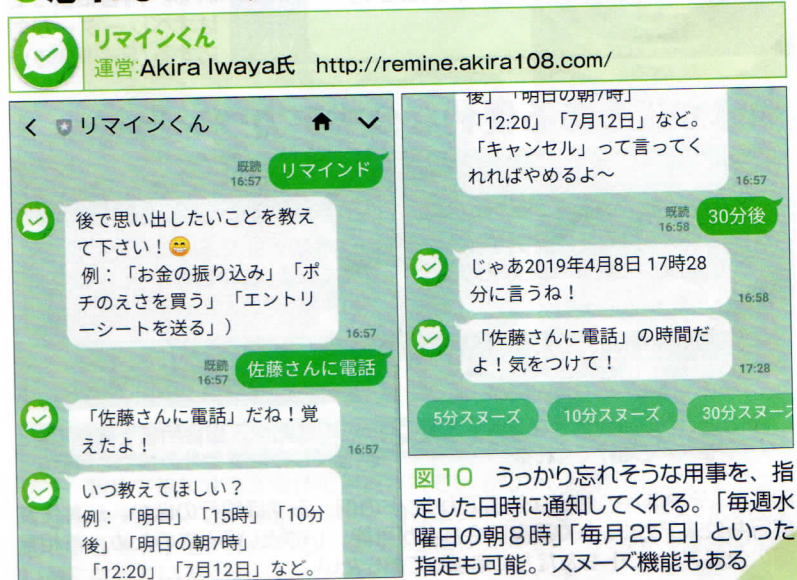 リマインくん
運営:Akira Iwaya氏 http://remine.akira108.com/
リマインくん
既読
16:57
リマインド
後で思い出したいことを教え
て下さい！😁
例：「お金の振り込み」「ポ
チのえさを買う」「エントリ
ーシートを送る」）
16:57
既読
16:57
佐藤さんに電話
「佐藤さんに電話」だね！覚
えたよ！
16:57
いつ教えてほしい？
例：「明日」「15時」「10分
後」「明日の朝7時」
「12:20」「7月12日」など。
後」「明日の朝7時」
「12:20」「7月12日」など。
「キャンセル」って言ってく
れればやめるよ〜
16:57
既読
16:58
30分後
じゃあ2019年4月8日 17時28
分に言うね！
16:58
「佐藤さんに電話」の時間だ
よ！気をつけて！
17:28
5分スヌーズ
10分スヌーズ
30分スヌーズ
図10 うっかり忘れそうな用事を、指
定した日時に通知してくれる。「毎週水
曜日の朝8時」「毎月25日」といった
指定も可能。スヌーズ機能もある